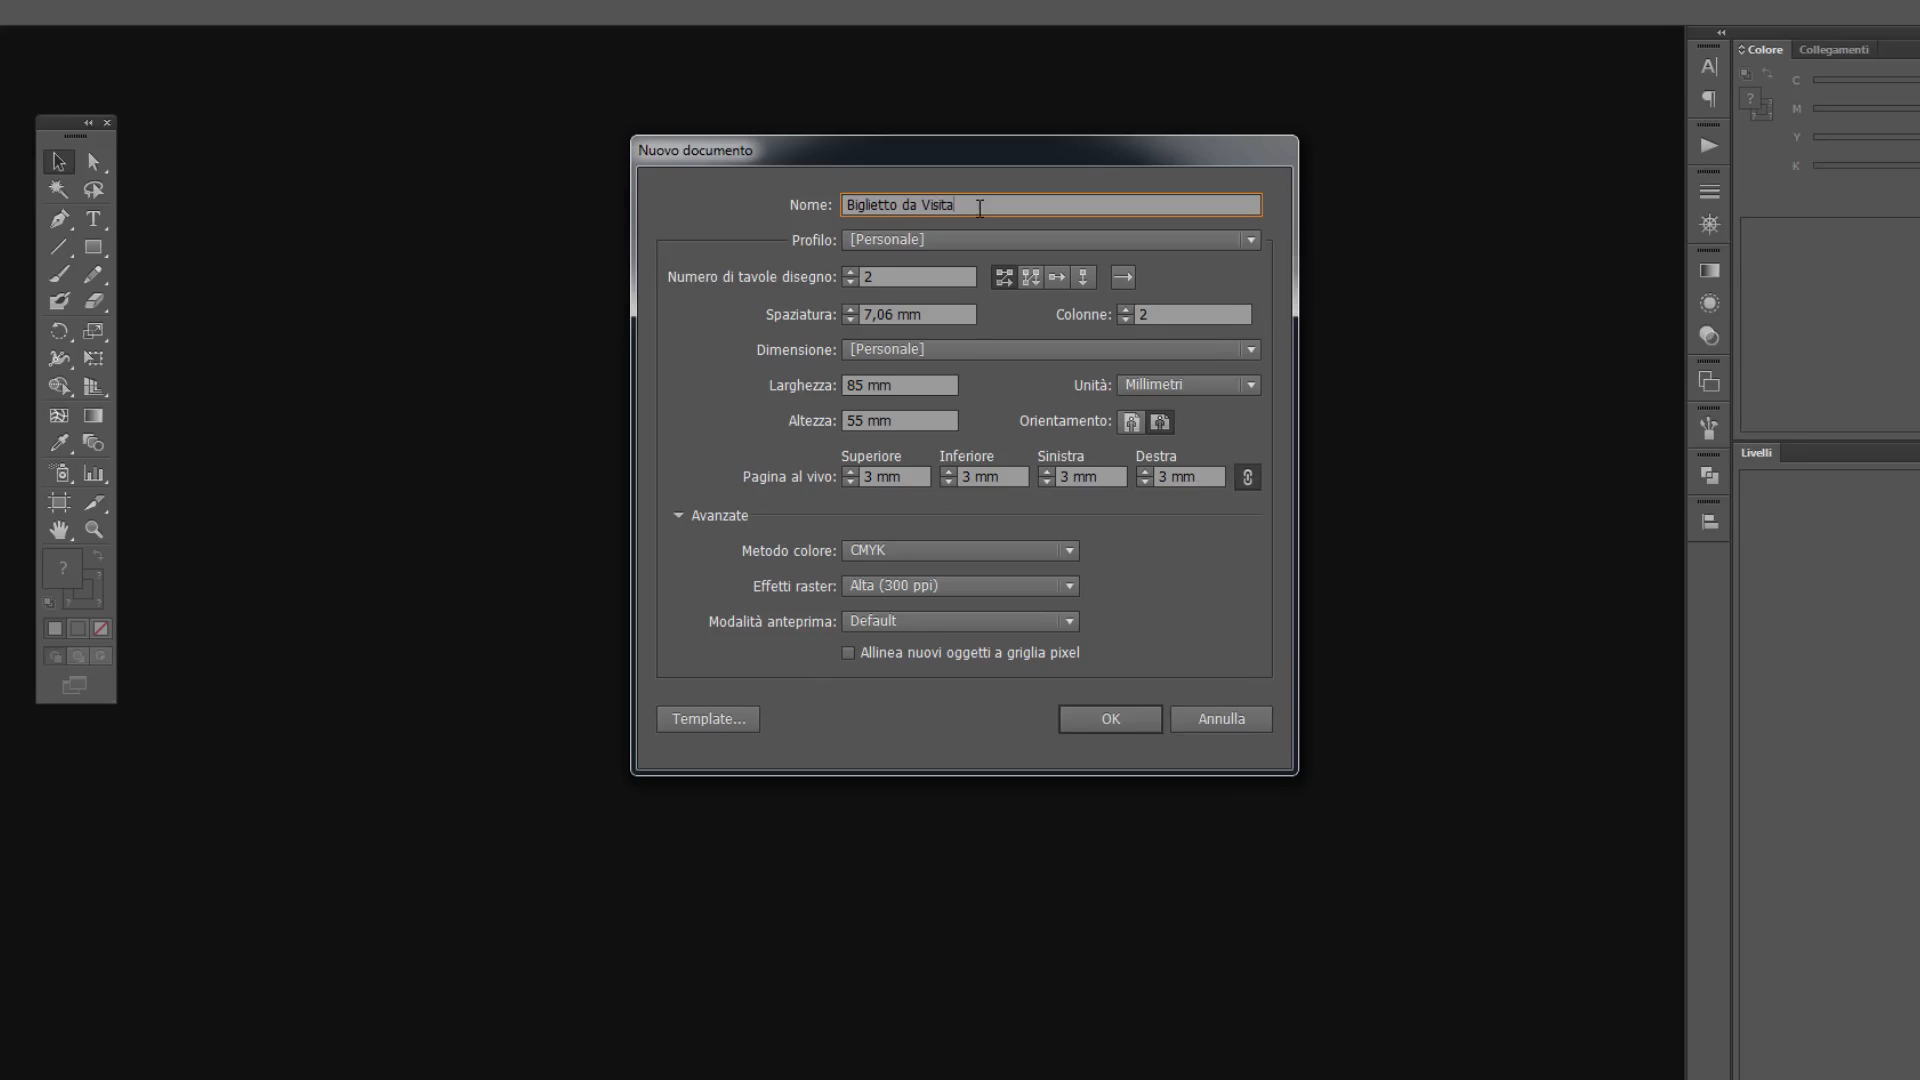 Colore Collegamenti
C
M
Y
K
Nuovo documento
Nome: Biglietto da Visita
Profilo: [Personale]
Numero di tavole disegno: 2
Spaziatura: 7,06 mm Colonne: 2
Dimensione: [Personale]
Larghezza: 85 mm Unità: Millimetri
Altezza: 55 mm Orientamento:
Superiore Inferiore Sinistra Destra
Pagina al vivo: 3 mm 3 mm 3 mm 3 mm
Avanzate
Metodo colore: CMYK
Effetti raster: Alta (300 ppi)
Modalità anteprima: Default
Allinea nuovi oggetti a griglia pixel
Template... OK Annulla
Livelli